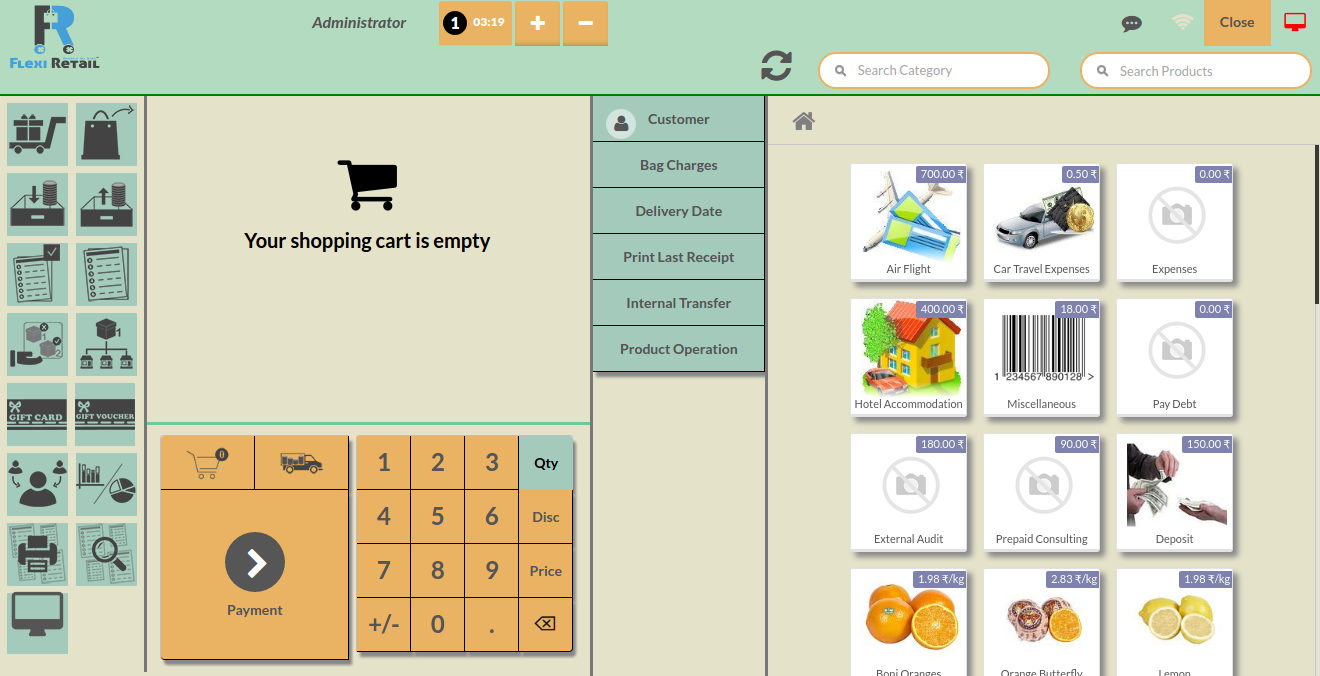 FLEXI RETAIL
Administrator
1 03:19
+
−
Close
Search Category
Search Products
GIFT CARD
GIFT VOUCHER
Your shopping cart is empty
0
Payment
1 2 3 Qty
4 5 6 Disc
7 8 9 Price
+/- 0 .
Customer
Bag Charges
Delivery Date
Print Last Receipt
Internal Transfer
Product Operation
700.00 ₹
Air Flight
0.50 ₹
Car Travel Expenses
0.00 ₹
Expenses
400.00 ₹
Hotel Accommodation
18.00 ₹
1 234567 890128 >
Miscellaneous
0.00 ₹
Pay Debt
180.00 ₹
External Audit
90.00 ₹
Prepaid Consulting
150.00 ₹
Deposit
1.98 ₹/kg
Boni Oranges
2.83 ₹/kg
Orange Butterfly
1.98 ₹/kg
Lemon